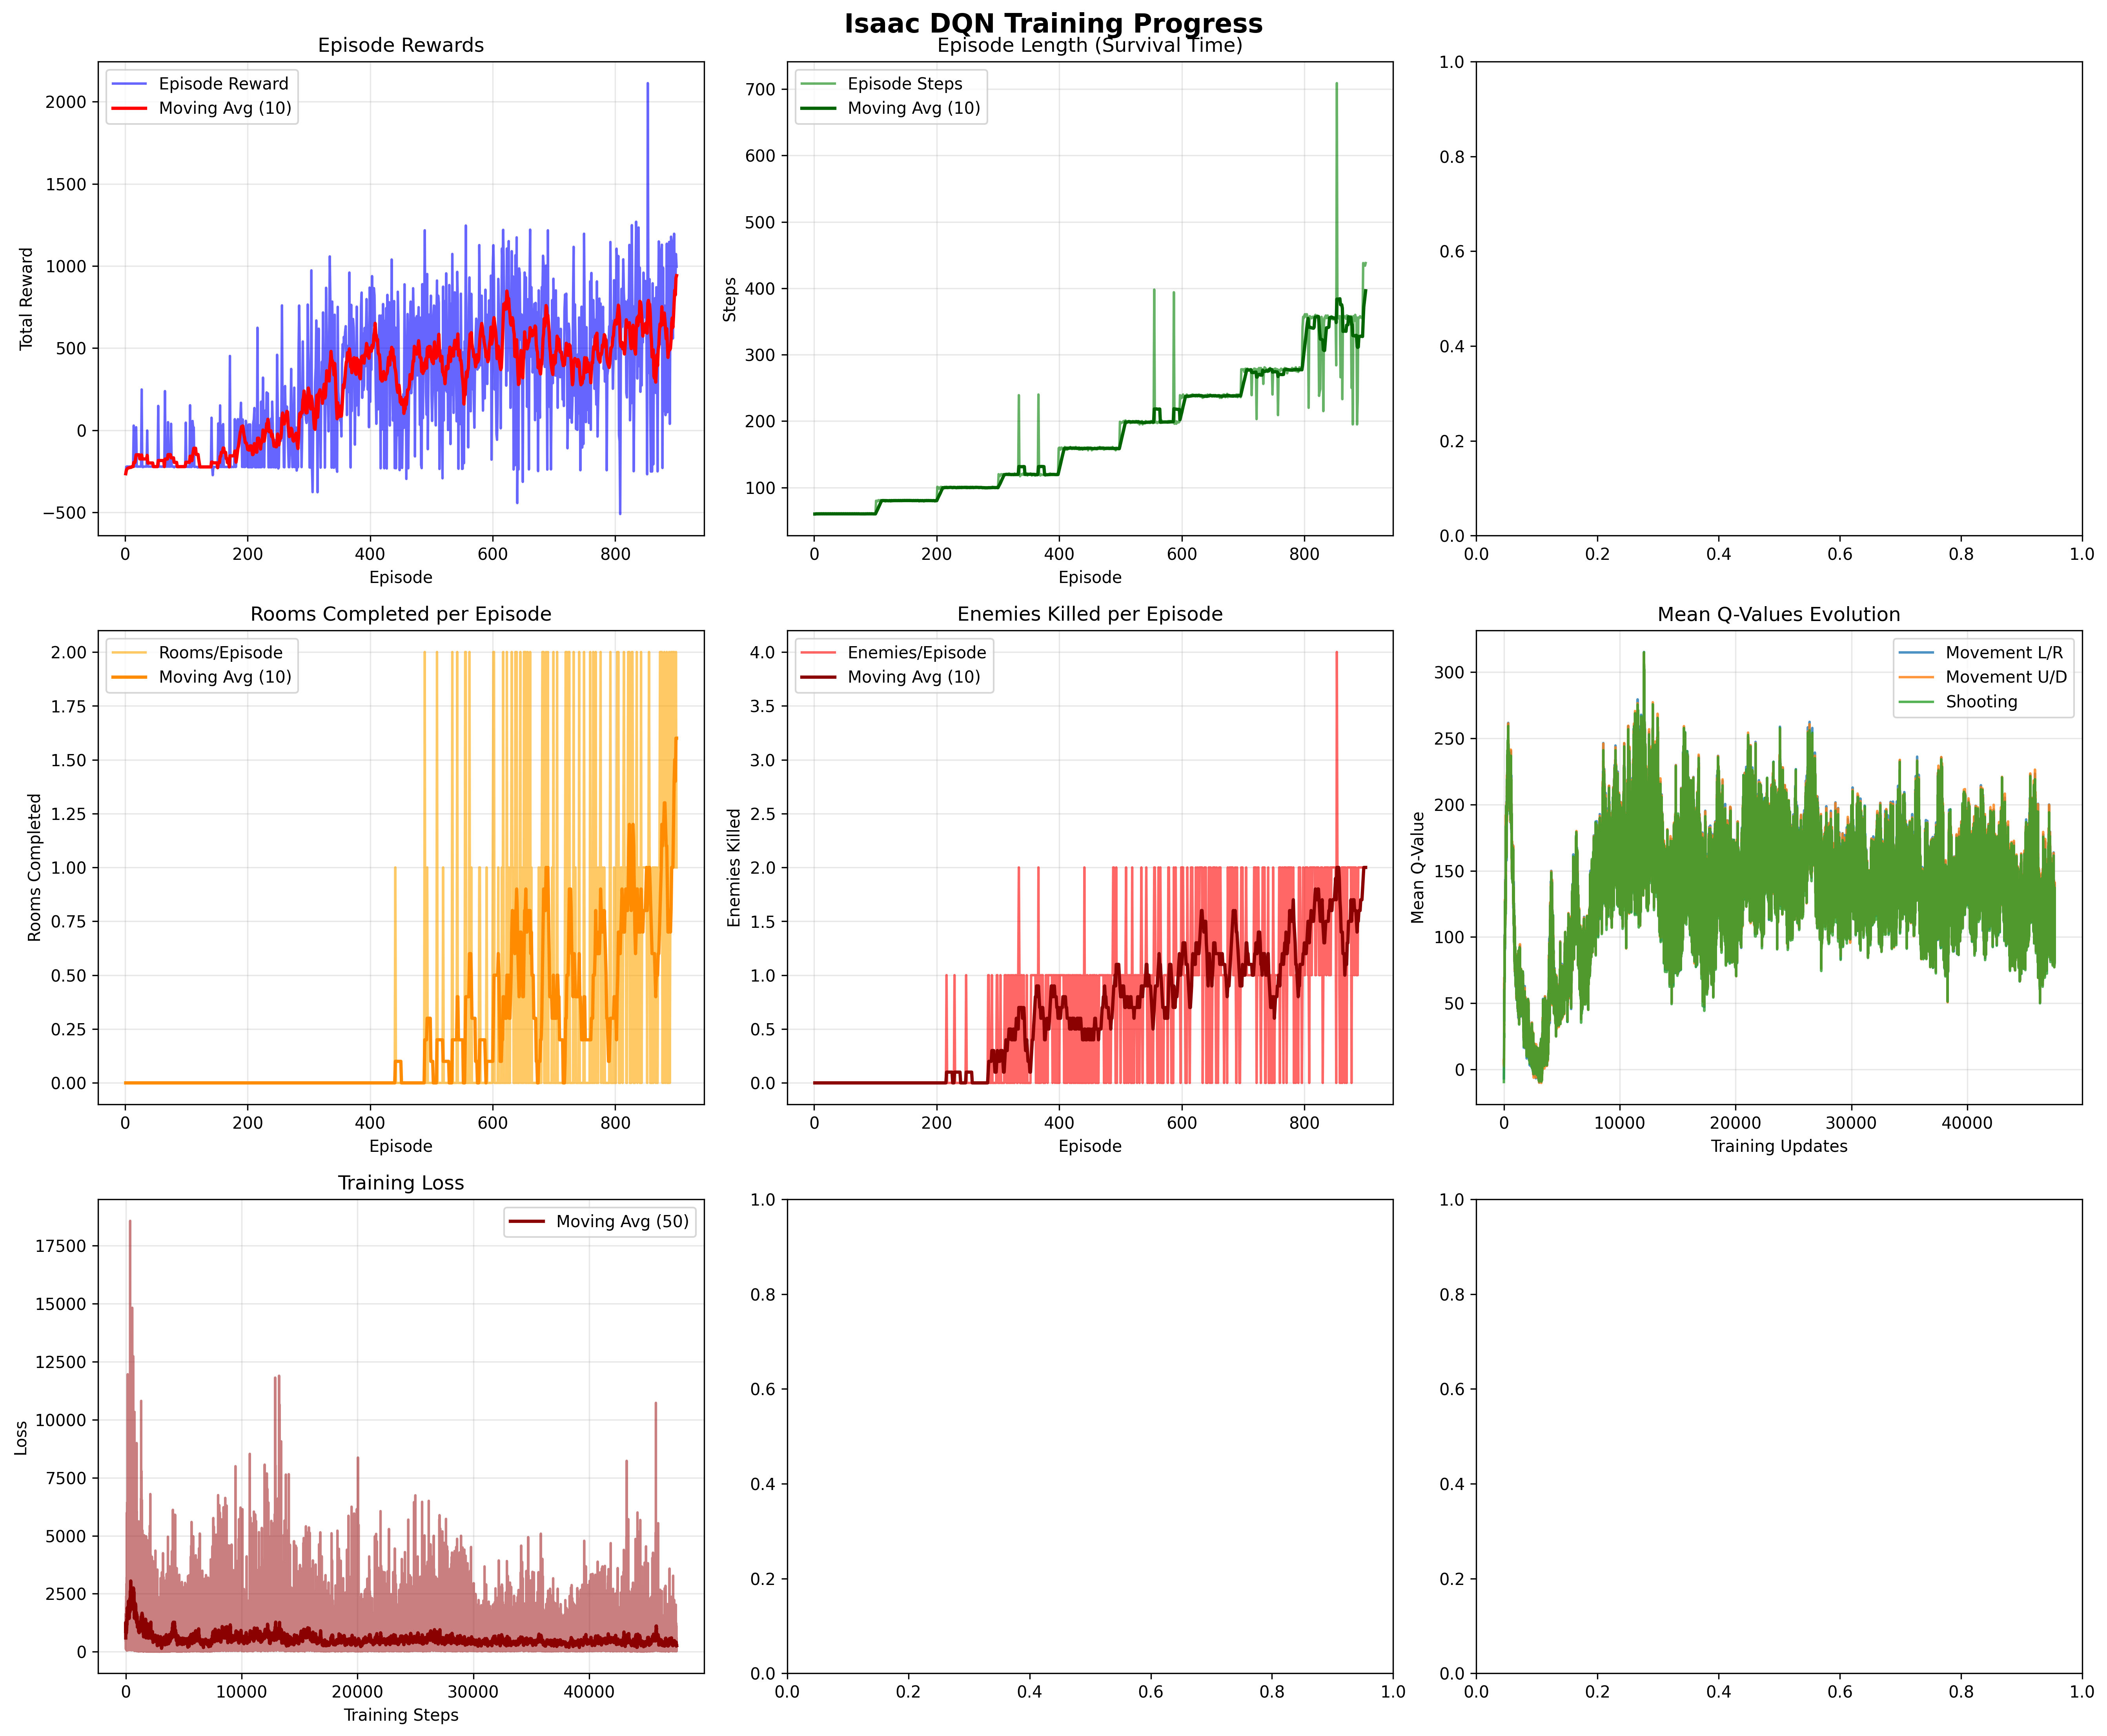 Isaac DQN Training Progress
Episode Rewards
Episode Reward
Moving Avg (10)
Total Reward
2000
1500
1000
500
0
−500
0 200 400 600 800
Episode
Episode Length (Survival Time)
Episode Steps
Moving Avg (10)
Steps
700
600
500
400
300
200
100
0 200 400 600 800
Episode
1.0
0.8
0.6
0.4
0.2
0.0
0.0 0.2 0.4 0.6 0.8 1.0
Rooms Completed per Episode
Rooms/Episode
Moving Avg (10)
Rooms Completed
2.00
1.75
1.50
1.25
1.00
0.75
0.50
0.25
0.00
0 200 400 600 800
Episode
Enemies Killed per Episode
Enemies/Episode
Moving Avg (10)
Enemies Killed
4.0
3.5
3.0
2.5
2.0
1.5
1.0
0.5
0.0
0 200 400 600 800
Episode
Mean Q-Values Evolution
Movement L/R
Movement U/D
Shooting
Mean Q-Value
300
250
200
150
100
50
0
0 10000 20000 30000 40000
Training Updates
Training Loss
Moving Avg (50)
Loss
17500
15000
12500
10000
7500
5000
2500
0
0 10000 20000 30000 40000
Training Steps
1.0
0.8
0.6
0.4
0.2
0.0
0.0 0.2 0.4 0.6 0.8 1.0
1.0
0.8
0.6
0.4
0.2
0.0
0.0 0.2 0.4 0.6 0.8 1.0